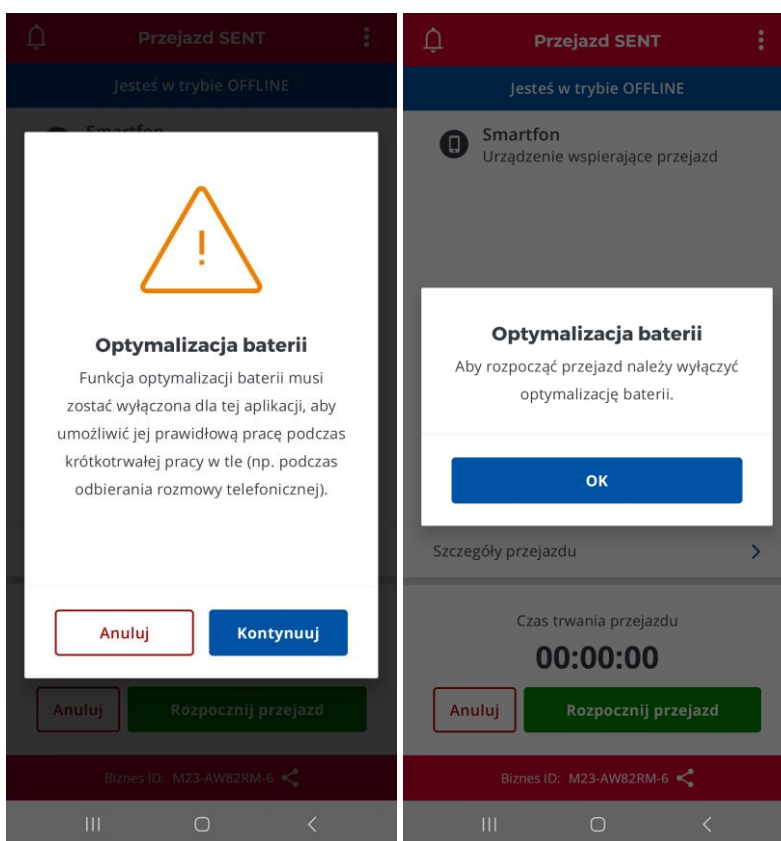 Przejazd SENT
Jesteś w trybie OFFLINE
Smartfon
Optymalizacja baterii
Funkcja optymalizacji baterii musi
zostać wyłączona dla tej aplikacji, aby
umożliwić jej prawidłową pracę podczas
krótkotrwałej pracy w tle (np. podczas
odbierania rozmowy telefonicznej).
Anuluj
Kontynuuj
Anuluj
Rozpocznij przejazd
Biznes ID: M23-AW82RM-6
Przejazd SENT
Jesteś w trybie OFFLINE
Smartfon
Urządzenie wspierające przejazd
Optymalizacja baterii
Aby rozpocząć przejazd należy wyłączyć
optymalizację baterii.
OK
Szczegóły przejazdu
Czas trwania przejazdu
00:00:00
Anuluj
Rozpocznij przejazd
Biznes ID: M23-AW82RM-6